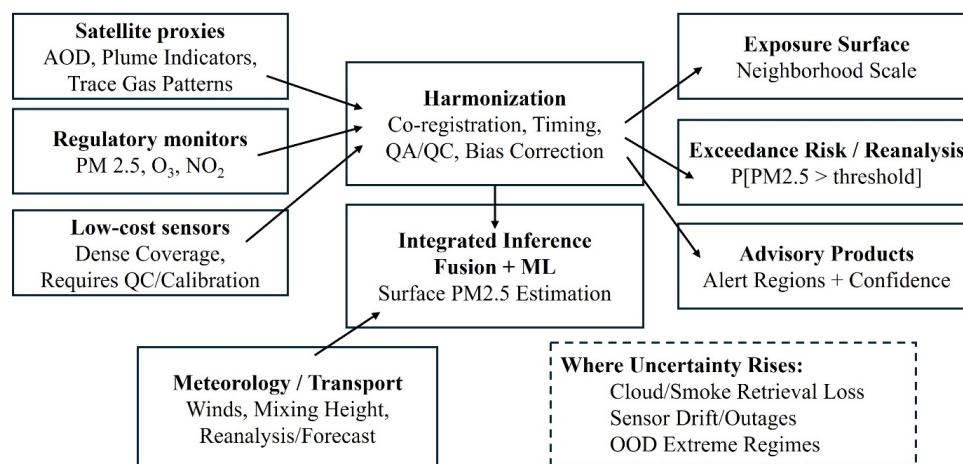 Satellite proxies
AOD, Plume Indicators,
Trace Gas Patterns
Regulatory monitors
PM 2.5, O₃, NO₂
Low-cost sensors
Dense Coverage,
Requires QC/Calibration
Harmonization
Co-registration, Timing,
QA/QC, Bias Correction
Integrated Inference
Fusion + ML
Surface PM2.5 Estimation
Meteorology / Transport
Winds, Mixing Height,
Reanalysis/Forecast
Exposure Surface
Neighborhood Scale
Exceedance Risk / Reanalysis
P[PM2.5 > threshold]
Advisory Products
Alert Regions + Confidence
Where Uncertainty Rises:
Cloud/Smoke Retrieval Loss
Sensor Drift/Outages
OOD Extreme Regimes